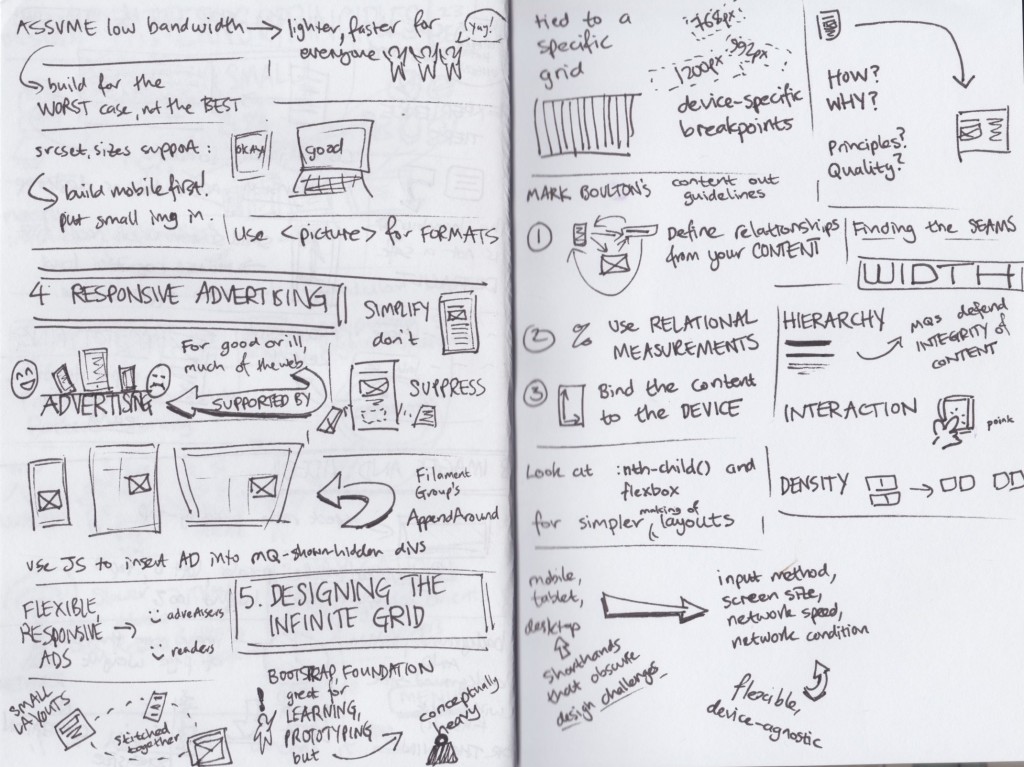 ASSUME low bandwidth → lighter, faster for
everyone
Yay!
build for the
WORST case, not the BEST
srcset, sizes support:
OKAY
good
build mobile first!
put small img in.
Use <picture> for FORMATS
4 RESPONSIVE ADVERTISING
SIMPLIFY
don't
SUPPRESS
For good or ill,
much of the web
SUPPORTED BY
ADVERTISING
Filament
Group's
AppendAround
use JS to insert AD into MQ-shown-hidden divs
FLEXIBLE
RESPONSIVE →
ADS
advertisers
readers
5. DESIGNING THE
INFINITE GRID
SMALL
LAYOUTS
stitched
together
BOOTSTRAP, FOUNDATION
great for
LEARNING,
PROTOTYPING
but →
conceptually
heavy
tied to a
specific
grid
768px
992px
1200px
device-specific
breakpoints
HOW?
WHY?
Principles?
Quality?
MARK BOULTON'S content out
guidelines
1 Define relationships
from your CONTENT
2 % Use RELATIONAL
MEASUREMENTS
3 Bind the content
to the DEVICE
Look at :nth-child() and
flexbox
for simpler making of layouts
Finding the SEAMS
WIDTH
HIERARCHY
MQs defend
INTEGRITY of
CONTENT
INTERACTION
point
DENSITY
mobile,
tablet,
desktop
shorthands
that obscure
design challenges
input method,
screen size,
network speed,
network condition
flexible,
device-agnostic